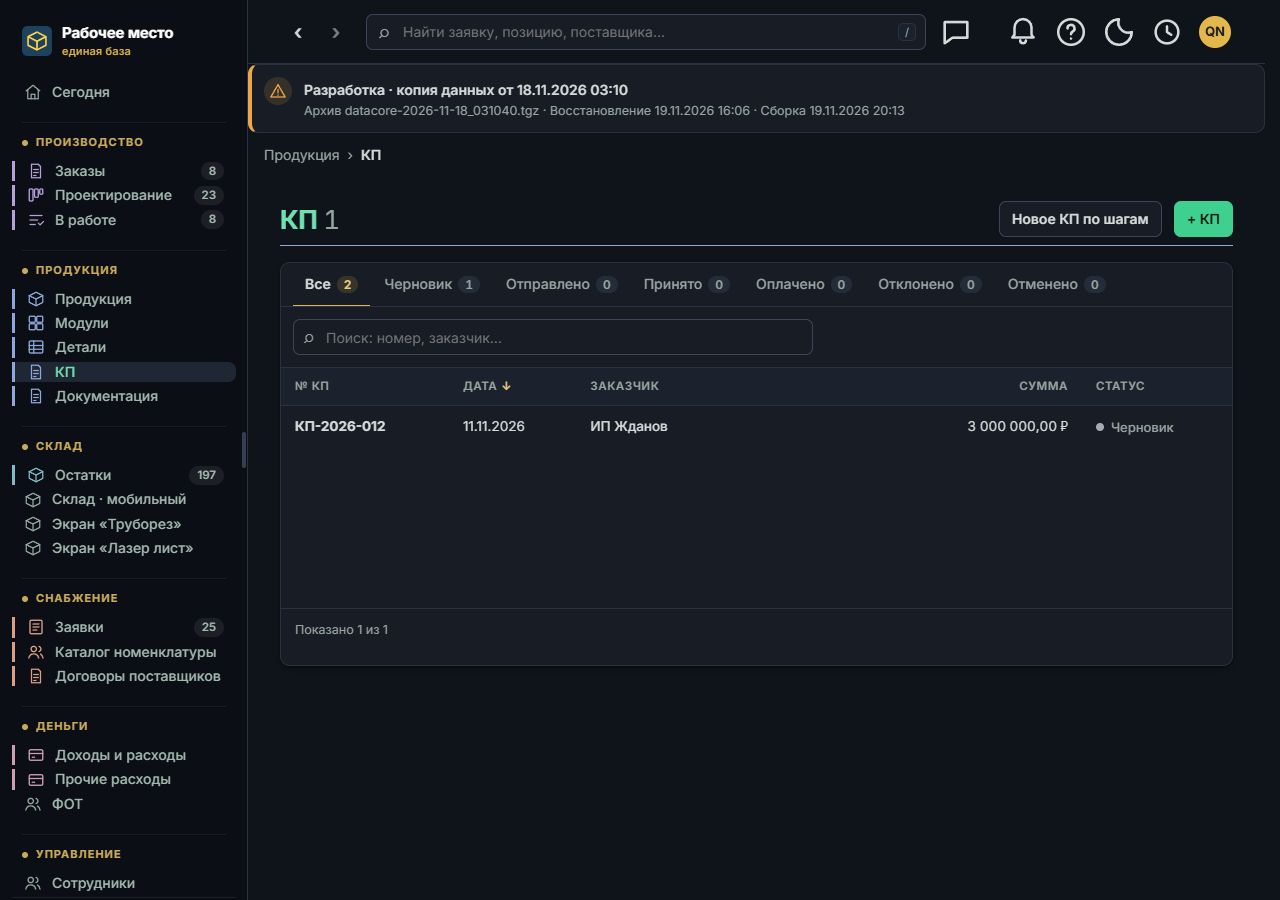 Рабочее место
единая база
Сегодня
ПРОИЗВОДСТВО
Заказы 8
Проектирование 23
В работе 8
ПРОДУКЦИЯ
Продукция
Модули
Детали
КП
Документация
СКЛАД
Остатки 197
Склад · мобильный
Экран «Труборез»
Экран «Лазер лист»
СНАБЖЕНИЕ
Заявки 25
Каталог номенклатуры
Договоры поставщиков
ДЕНЬГИ
Доходы и расходы
Прочие расходы
ФОТ
УПРАВЛЕНИЕ
Сотрудники
Найти заявку, позицию, поставщика... /
QN
Разработка · копия данных от 18.11.2026 03:10
Архив datacore-2026-11-18_031040.tgz · Восстановление 19.11.2026 16:06 · Сборка 19.11.2026 20:13
Продукция › КП
КП 1
Новое КП по шагам
+ КП
Все 2 Черновик 1 Отправлено 0 Принято 0 Оплачено 0 Отклонено 0 Отменено 0
Поиск: номер, заказчик...
№ КП ДАТА ↓ ЗАКАЗЧИК СУММА СТАТУС
КП-2026-012 11.11.2026 ИП Жданов 3 000 000,00 ₽ Черновик
Показано 1 из 1